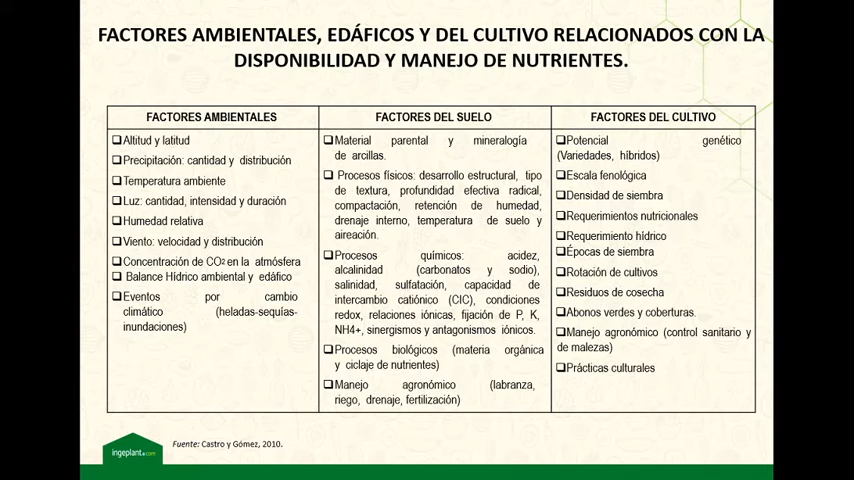 FACTORES AMBIENTALES, EDÁFICOS Y DEL CULTIVO RELACIONADOS CON LA
DISPONIBILIDAD Y MANEJO DE NUTRIENTES.
FACTORES AMBIENTALES
Altitud y latitud
Precipitación: cantidad y distribución
Temperatura ambiente
Luz: cantidad, intensidad y duración
Humedad relativa
Viento: velocidad y distribución
Concentración de CO2 en la atmósfera
Balance Hídrico ambiental y edáfico
Eventos por cambio
climático (heladas-sequías-
inundaciones)
FACTORES DEL SUELO
Material parental y mineralogía
de arcillas.
Procesos físicos: desarrollo estructural, tipo
de textura, profundidad efectiva radical,
compactación, retención de humedad,
drenaje interno, temperatura de suelo y
aireación.
Procesos químicos: acidez,
alcalinidad (carbonatos y sodio),
salinidad, sulfatación, capacidad de
intercambio catiónico (CIC), condiciones
redox, relaciones iónicas, fijación de P, K,
NH4+, sinergismos y antagonismos iónicos.
Procesos biológicos (materia orgánica
y ciclaje de nutrientes)
Manejo agronómico (labranza,
riego, drenaje, fertilización)
FACTORES DEL CULTIVO
Potencial genético
(Variedades, híbridos)
Escala fenológica
Densidad de siembra
Requerimientos nutricionales
Requerimiento hídrico
Épocas de siembra
Rotación de cultivos
Residuos de cosecha
Abonos verdes y coberturas.
Manejo agronómico (control sanitario y
de malezas)
Prácticas culturales
Fuente: Castro y Gómez, 2010.
ingeplant.com